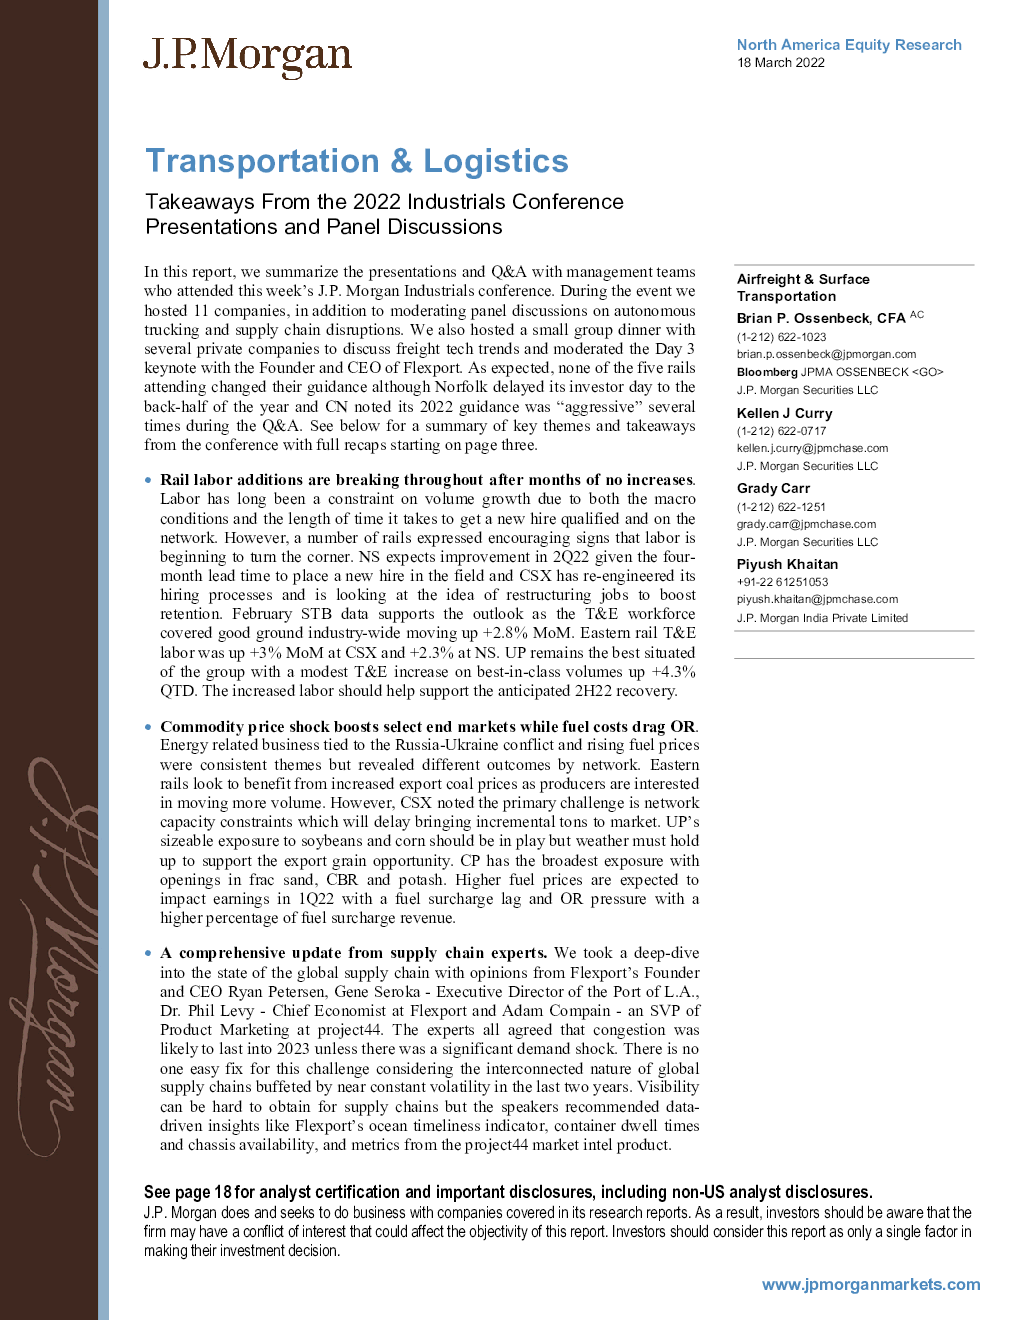 J.P.Morgan
North America Equity Research
18 March 2022
Transportation & Logistics
Takeaways From the 2022 Industrials Conference
Presentations and Panel Discussions
In this report, we summarize the presentations and Q&A with management teams
who attended this week's J.P. Morgan Industrials conference. During the event we
hosted 11 companies, in addition to moderating panel discussions on autonomous
trucking and supply chain disruptions. We also hosted a small group dinner with
several private companies to discuss freight tech trends and moderated the Day 3
keynote with the Founder and CEO of Flexport. As expected, none of the five rails
attending changed their guidance although Norfolk delayed its investor day to the
back-half of the year and CN noted its 2022 guidance was “aggressive” several
times during the Q&A. See below for a summary of key themes and takeaways
from the conference with full recaps starting on page three.
• Rail labor additions are breaking throughout after months of no increases.
Labor has long been a constraint on volume growth due to both the macro
conditions and the length of time it takes to get a new hire qualified and on the
network. However, a number of rails expressed encouraging signs that labor is
beginning to turn the corner. NS expects improvement in 2Q22 given the four-
month lead time to place a new hire in the field and CSX has re-engineered its
hiring processes and is looking at the idea of restructuring jobs to boost
retention. February STB data supports the outlook as the T&E workforce
covered good ground industry-wide moving up +2.8% MoM. Eastern rail T&E
labor was up +3% MoM at CSX and +2.3% at NS. UP remains the best situated
of the group with a modest T&E increase on best-in-class volumes up +4.3%
QTD. The increased labor should help support the anticipated 2H22 recovery.
• Commodity price shock boosts select end markets while fuel costs drag OR.
Energy related business tied to the Russia-Ukraine conflict and rising fuel prices
were consistent themes but revealed different outcomes by network. Eastern
rails look to benefit from increased export coal prices as producers are interested
in moving more volume. However, CSX noted the primary challenge is network
capacity constraints which will delay bringing incremental tons to market. UP's
sizeable exposure to soybeans and corn should be in play but weather must hold
up to support the export grain opportunity. CP has the broadest exposure with
openings in frac sand, CBR and potash. Higher fuel prices are expected to
impact earnings in 1Q22 with a fuel surcharge lag and OR pressure with a
higher percentage of fuel surcharge revenue.
• A comprehensive update from supply chain experts. We took a deep-dive
into the state of the global supply chain with opinions from Flexport's Founder
and CEO Ryan Petersen, Gene Seroka - Executive Director of the Port of L.A.,
Dr. Phil Levy - Chief Economist at Flexport and Adam Compain - an SVP of
Product Marketing at project44. The experts all agreed that congestion was
likely to last into 2023 unless there was a significant demand shock. There is no
one easy fix for this challenge considering the interconnected nature of global
supply chains buffeted by near constant volatility in the last two years. Visibility
can be hard to obtain for supply chains but the speakers recommended data-
driven insights like Flexport's ocean timeliness indicator, container dwell times
and chassis availability, and metrics from the project44 market intel product.
Airfreight & Surface
Transportation
Brian P. Ossenbeck, CFA AC
(1-212) 622-1023
brian.p.ossenbeck@jpmorgan.com
Bloomberg JPMA OSSENBECK <GO>
J.P. Morgan Securities LLC
Kellen J Curry
(1-212) 622-0717
kellen.j.curry@jpmchase.com
J.P. Morgan Securities LLC
Grady Carr
(1-212) 622-1251
grady.carr@jpmchase.com
J.P. Morgan Securities LLC
Piyush Khaitan
+91-22 61251053
piyush.khaitan@jpmchase.com
J.P. Morgan India Private Limited
J.P. Morgan
See page 18 for analyst certification and important disclosures, including non-US analyst disclosures.
J.P. Morgan does and seeks to do business with companies covered in its research reports. As a result, investors should be aware that the
firm may have a conflict of interest that could affect the objectivity of this report. Investors should consider this report as only a single factor in
making their investment decision.
www.jpmorganmarkets.com